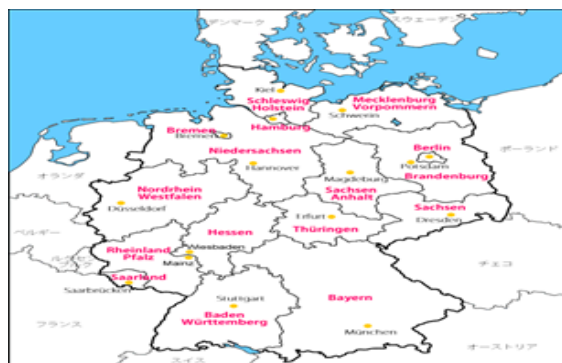 デンマーク
スウェーデン
Kiel
Schleswig
Holstein
Mecklenburg
Vorpommern
Schwerin
Hamburg
Bremen
Bremen
Niedersachsen
Hannover
Berlin
Potsdam
Brandenburg
ポーランド
オランダ
Magdeburg
Sachsen
Anhalt
Nordrhein
Westfalen
Düsseldorf
Sachsen
Dresden
Erfurt
Thüringen
Hessen
ベルギー
Wiesbaden
Rheinland
Pfalz
Mainz
チェコ
Saarland
Saarbrücken
Stuttgart
Baden
Württemberg
Bayern
München
フランス
オーストリア
スイス